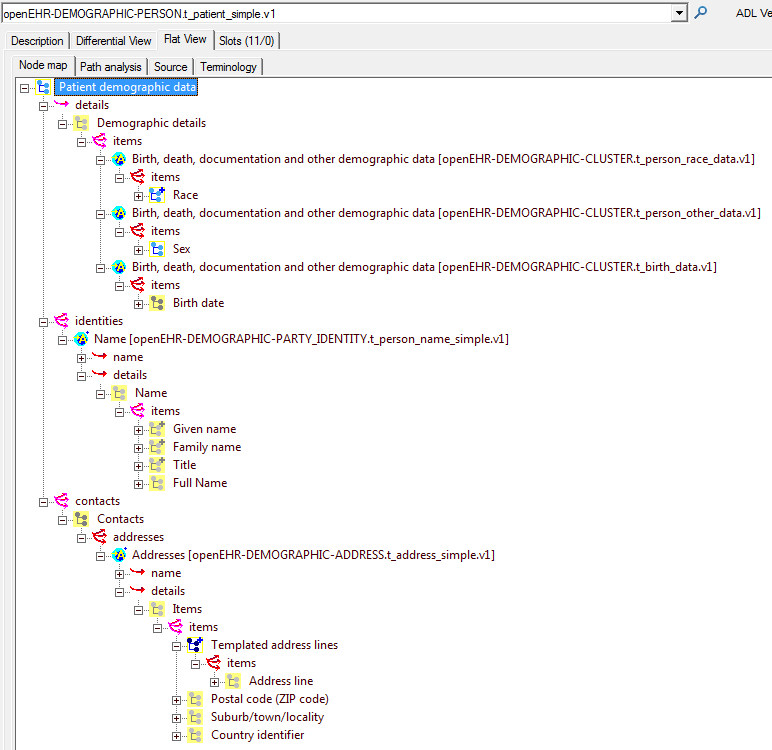 openEHR-DEMOGRAPHIC-PERSON.t_patient_simple.v1 ADL Ve
Description Differential View Flat View Slots (11/0)
Node map Path analysis Source Terminology
Patient demographic data
details
Demographic details
items
Birth, death, documentation and other demographic data [openEHR-DEMOGRAPHIC-CLUSTER.t_person_race_data.v1]
items
Race
Birth, death, documentation and other demographic data [openEHR-DEMOGRAPHIC-CLUSTER.t_person_other_data.v1]
items
Sex
Birth, death, documentation and other demographic data [openEHR-DEMOGRAPHIC-CLUSTER.t_birth_data.v1]
items
Birth date
identities
Name [openEHR-DEMOGRAPHIC-PARTY_IDENTITY.t_person_name_simple.v1]
name
details
Name
items
Given name
Family name
Title
Full Name
contacts
Contacts
addresses
Addresses [openEHR-DEMOGRAPHIC-ADDRESS.t_address_simple.v1]
name
details
Items
items
Templated address lines
items
Address line
Postal code (ZIP code)
Suburb/town/locality
Country identifier